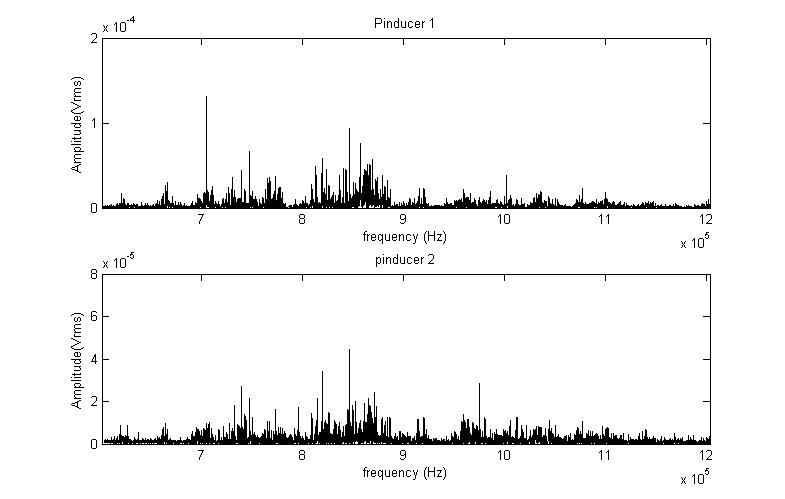 Pinducer 1
x 10^-4
2
1
0
Amplitude(Vrms)
7 8 9 10 11 12
frequency (Hz)
x 10^5
pinducer 2
x 10^-5
8
6
4
2
0
Amplitude(Vrms)
7 8 9 10 11 12
frequency (Hz)
x 10^5